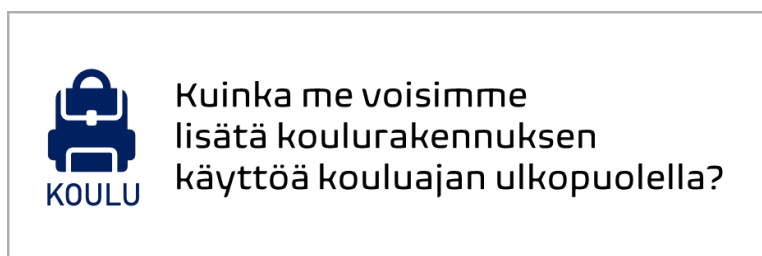 Kuinka me voisimme
lisätä koulurakennuksen
käyttöä kouluajan ulkopuolella?
KOULU